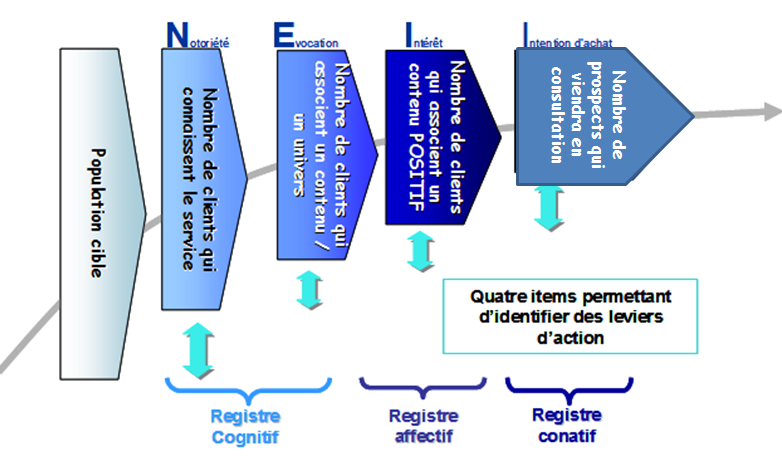 Notoriété
Evocation
Intérêt
Intention d'achat
Population cible
Nombre de clients qui
connaissent le service
Nombre de clients qui
associent un contenu /
un univers
Nombre de clients
qui associent un
contenu POSITIF
Nombre de
prospects qui
viendra en
consultation
Quatre items permettant
d'identifier des leviers
d'action
Registre
Cognitif
Registre
affectif
Registre
conatif